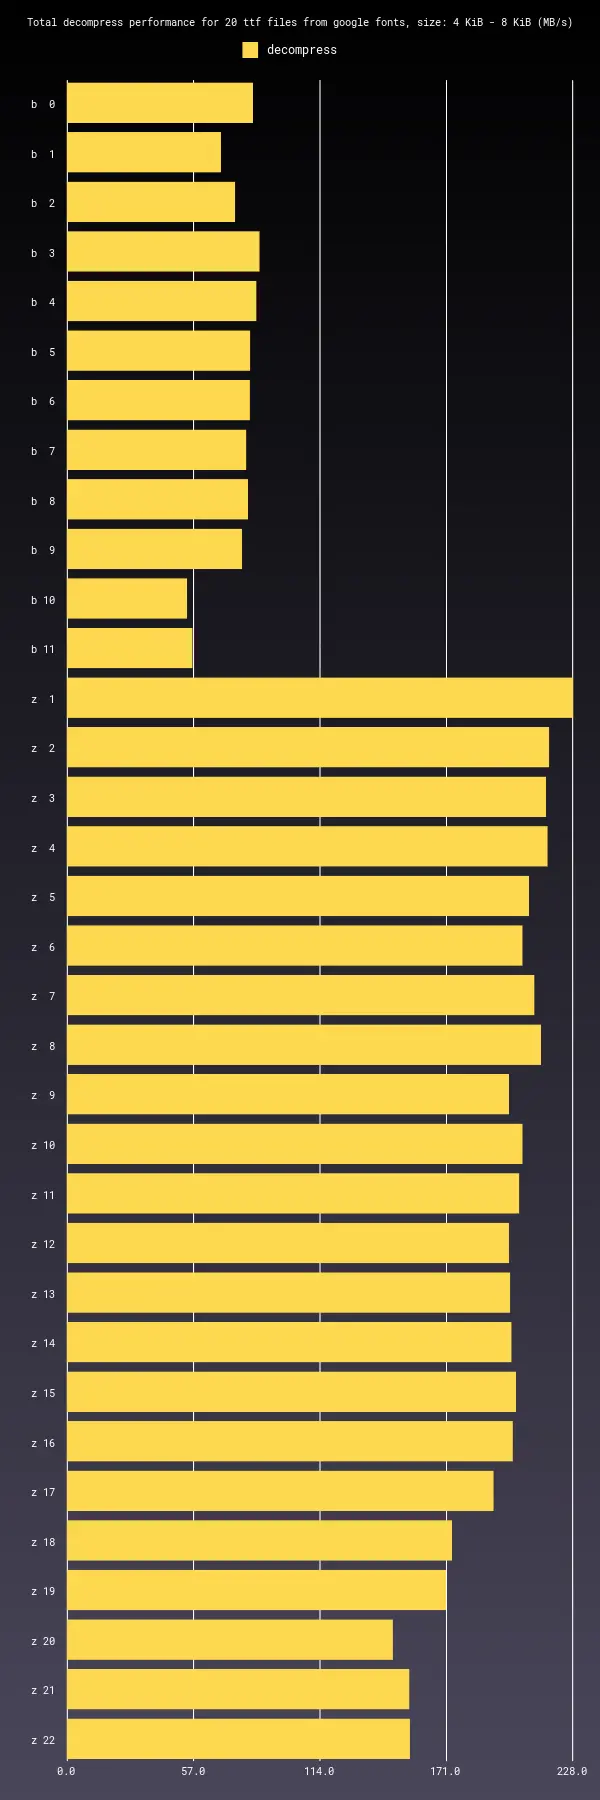 Total decompress performance for 20 ttf files from google fonts, size: 4 KiB - 8 KiB (MB/s)
decompress
b  0
b  1
b  2
b  3
b  4
b  5
b  6
b  7
b  8
b  9
b 10
b 11
z  1
z  2
z  3
z  4
z  5
z  6
z  7
z  8
z  9
z 10
z 11
z 12
z 13
z 14
z 15
z 16
z 17
z 18
z 19
z 20
z 21
z 22
0.0 57.0 114.0 171.0 228.0